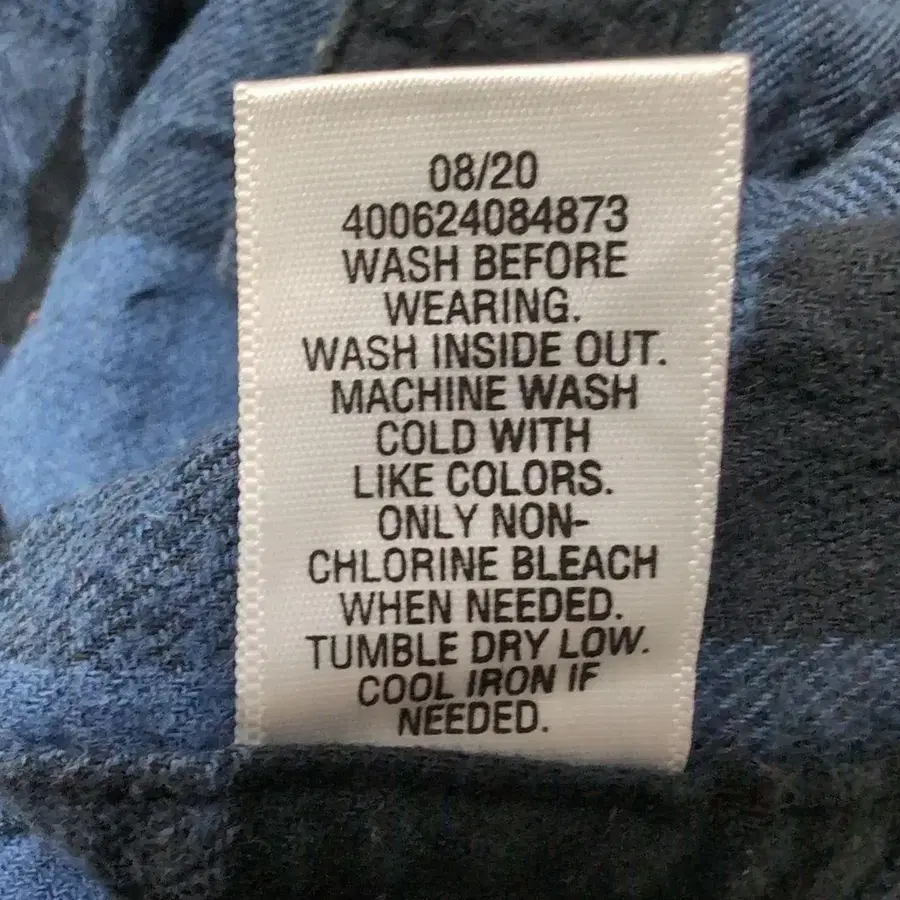 08/20
400624084873
WASH BEFORE
WEARING.
WASH INSIDE OUT.
MACHINE WASH
COLD WITH
LIKE COLORS.
ONLY NON-
CHLORINE BLEACH
WHEN NEEDED.
TUMBLE DRY LOW.
COOL IRON IF
NEEDED.